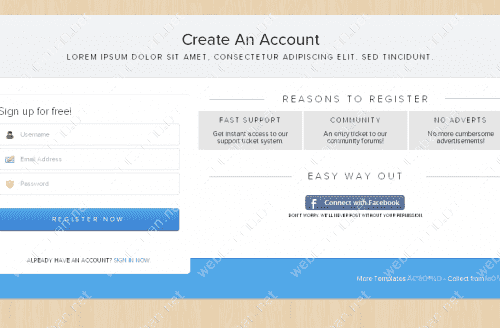 Create An Account
LOREM IPSUM DOLOR SIT AMET, CONSECTETUR ADIPISCING ELIT. SED TINCIDUNT.
Sign up for free!
Username
Email Address
Password
REGISTER NOW
ALREADY HAVE AN ACCOUNT? SIGN IN NOW
REASONS TO REGISTER
FAST SUPPORT
Get instant access to our
support ticket system.
COMMUNITY
An entry ticket to our
community forums!
NO ADVERTS
No more cumbersome
advertisements!
EASY WAY OUT
Connect with Facebook
DON'T WORRY, WE'LL NEVER POST WITHOUT YOUR PERMISSION.
More Templates - Collect from